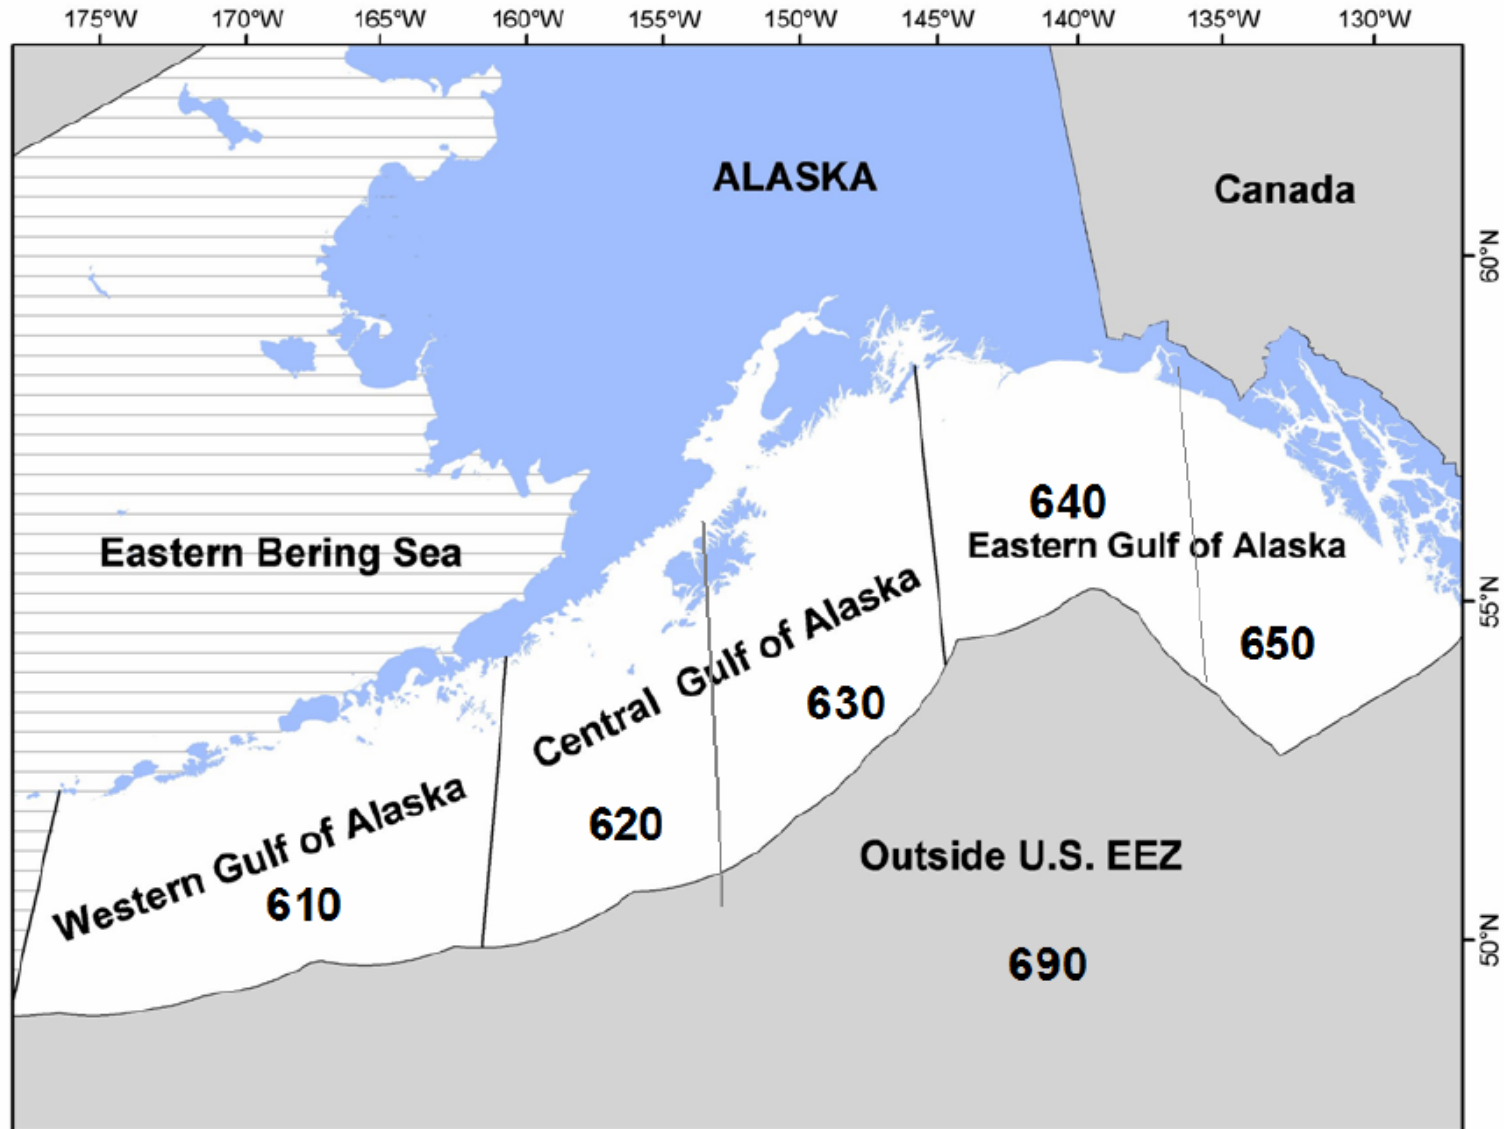 175°W 170°W 165°W 160°W 155°W 150°W 145°W 140°W 135°W 130°W
ALASKA
Canada
60°N
640
Eastern Bering Sea
Eastern Gulf of Alaska
55°N
650
Central Gulf of Alaska
630
620
Western Gulf of Alaska
610
Outside U.S. EEZ
50°N
690